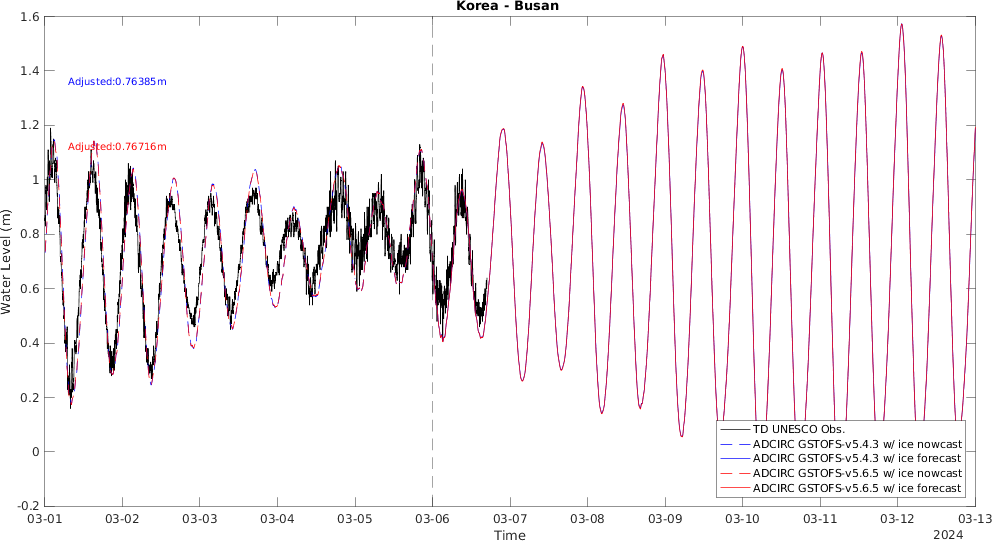 Korea - Busan
Adjusted:0.76385m
Adjusted:0.76716m
Water Level (m)
1.6
1.4
1.2
1
0.8
0.6
0.4
0.2
0
-0.2
TD UNESCO Obs.
ADCIRC GSTOFS-v5.4.3 w/ ice nowcast
ADCIRC GSTOFS-v5.4.3 w/ ice forecast
ADCIRC GSTOFS-v5.6.5 w/ ice nowcast
ADCIRC GSTOFS-v5.6.5 w/ ice forecast
03-01 03-02 03-03 03-04 03-05 03-06 03-07 03-08 03-09 03-10 03-11 03-12 03-13
Time
2024